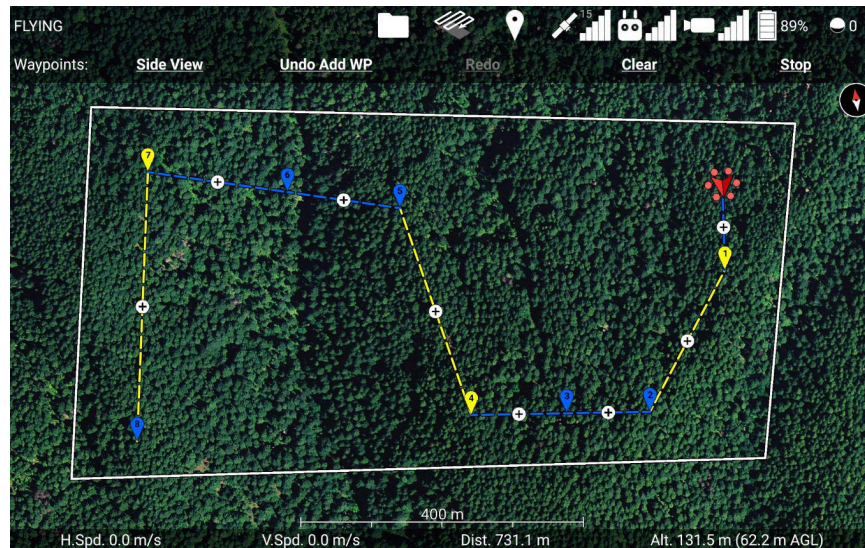 FLYING 15 89% 0
Waypoints: Side View Undo Add WP Redo Clear Stop
7
6
5
1
4
3
2
8
400 m
H.Spd. 0.0 m/s V.Spd. 0.0 m/s Dist. 731.1 m Alt. 131.5 m (62.2 m AGL)